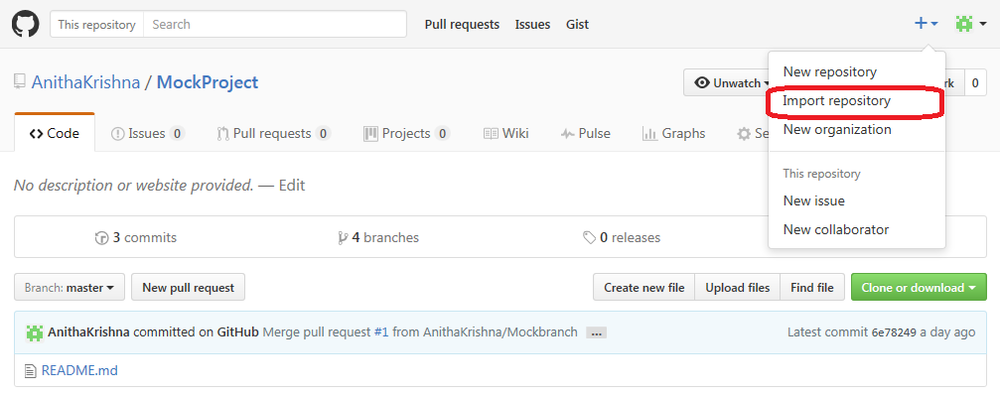 This repository Search Pull requests Issues Gist
New repository
AnithaKrishna / MockProject Unwatch 0
Import repository
New organization
Code Issues 0 Pull requests 0 Projects 0 Wiki Pulse Graphs
This repository
No description or website provided. — Edit
New issue
3 commits 4 branches 0 releases
New collaborator
Branch: master New pull request Create new file Upload files Find file Clone or download
AnithaKrishna committed on GitHub Merge pull request #1 from AnithaKrishna/Mockbranch ... Latest commit 6e78249 a day ago
README.md